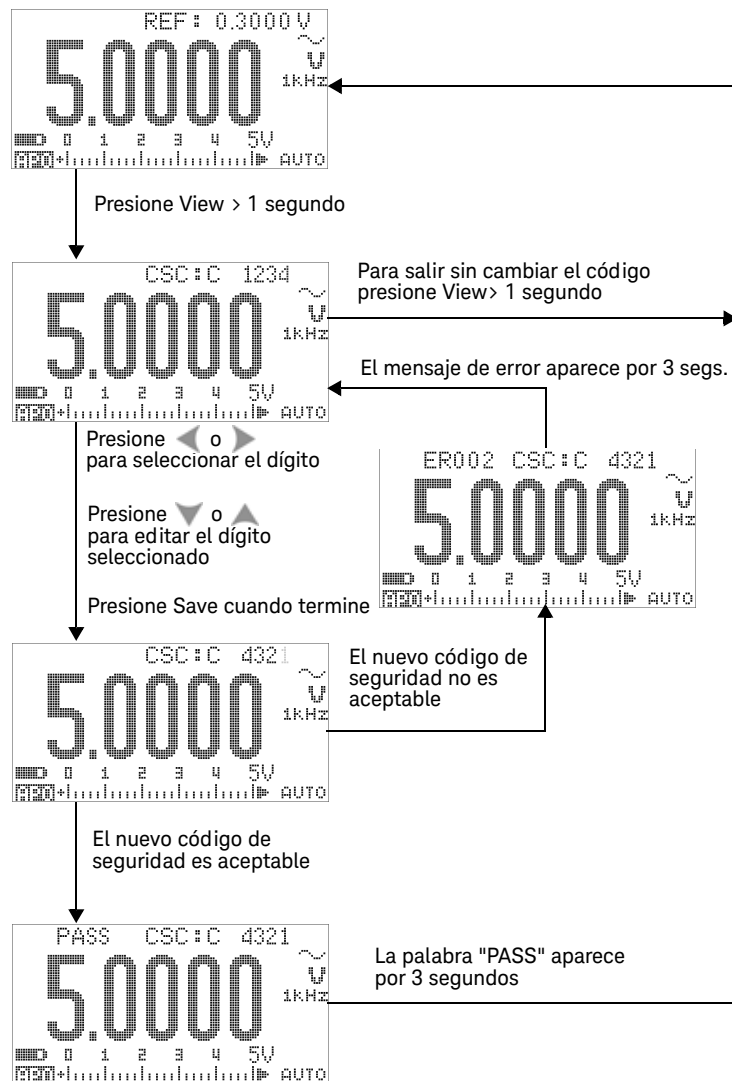 REF: 0.3000 V
5.0000
V
1kHz
0 1 2 3 4 5V
APO AUTO
Presione View > 1 segundo
CSC:C 1234
5.0000
V
1kHz
0 1 2 3 4 5V
APO AUTO
Para salir sin cambiar el código
presione View> 1 segundo
El mensaje de error aparece por 3 segs.
Presione o
para seleccionar el dígito
Presione o
para editar el dígito
seleccionado
Presione Save cuando termine
ER002 CSC:C 4321
5.0000
V
1kHz
0 1 2 3 4 5V
APO AUTO
CSC:C 4321
5.0000
V
1kHz
0 1 2 3 4 5V
APO AUTO
El nuevo código de
seguridad no es
aceptable
El nuevo código de
seguridad es aceptable
PASS CSC:C 4321
5.0000
V
1kHz
0 1 2 3 4 5V
APO AUTO
La palabra "PASS" aparece
por 3 segundos